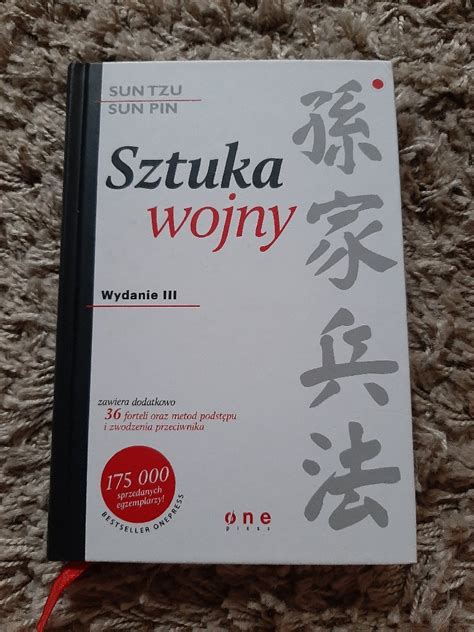 SUN TZU
SUN PIN
Sztuka
wojny
Wydanie III
zawiera dodatkowo
36 forteli oraz metod podstępu
i zwodzenia przeciwnika
175 000
sprzedanych
egzemplarzy!
BESTSELLER ONEPRESS
one
press
孫家兵法